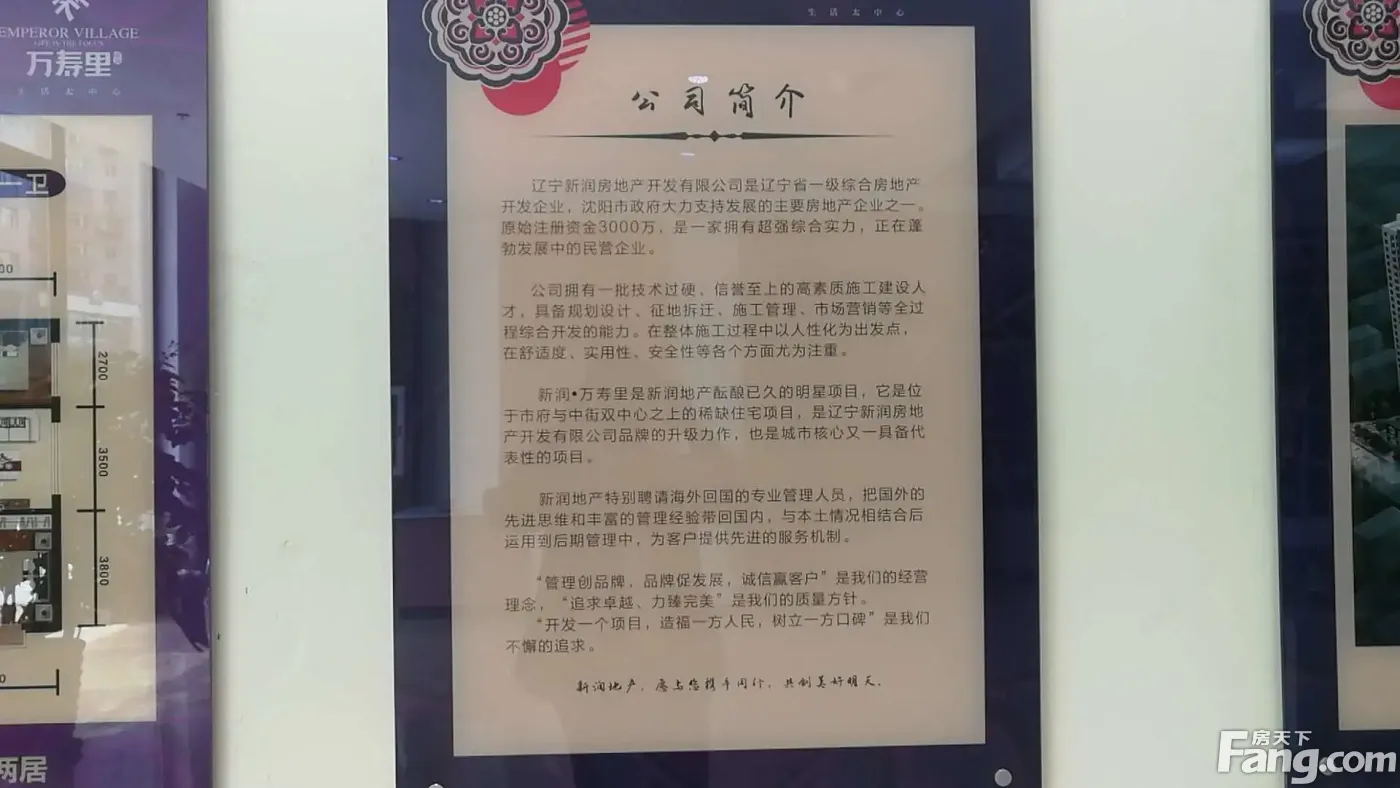 EMPEROR VILLAGE
LIFE IN THE FOCUS
万寿里
生活太中心
一卫
2700
3500
3800
两居
生活太中心
公司简介
辽宁新润房地产开发有限公司是辽宁省一级综合房地产
开发企业，沈阳市政府大力支持发展的主要房地产企业之一。
原始注册资金3000万，是一家拥有超强综合实力，正在蓬
勃发展中的民营企业。
公司拥有一批技术过硬、信誉至上的高素质施工建设人
才，具备规划设计、征地拆迁、施工管理、市场营销等全过
程综合开发的能力。在整体施工过程中以人性化为出发点，
在舒适度、实用性、安全性等各个方面尤为注重。
新润•万寿里是新润地产酝酿已久的明星项目，它是位
于市府与中街双中心之上的稀缺住宅项目，是辽宁新润房地
产开发有限公司品牌的升级力作，也是城市核心又一具备代
表性的项目。
新润地产特别聘请海外回国的专业管理人员，把国外的
先进思维和丰富的管理经验带回国内，与本土情况相结合后
运用到后期管理中，为客户提供先进的服务机制。
“管理创品牌，品牌促发展，诚信赢客户”是我们的经营
理念，“追求卓越、力臻完美”是我们的质量方针。
“开发一个项目，造福一方人民，树立一方口碑”是我们
不懈的追求。
新润地产，愿与您携手同行，共创美好明天。
房天下
Fang.com